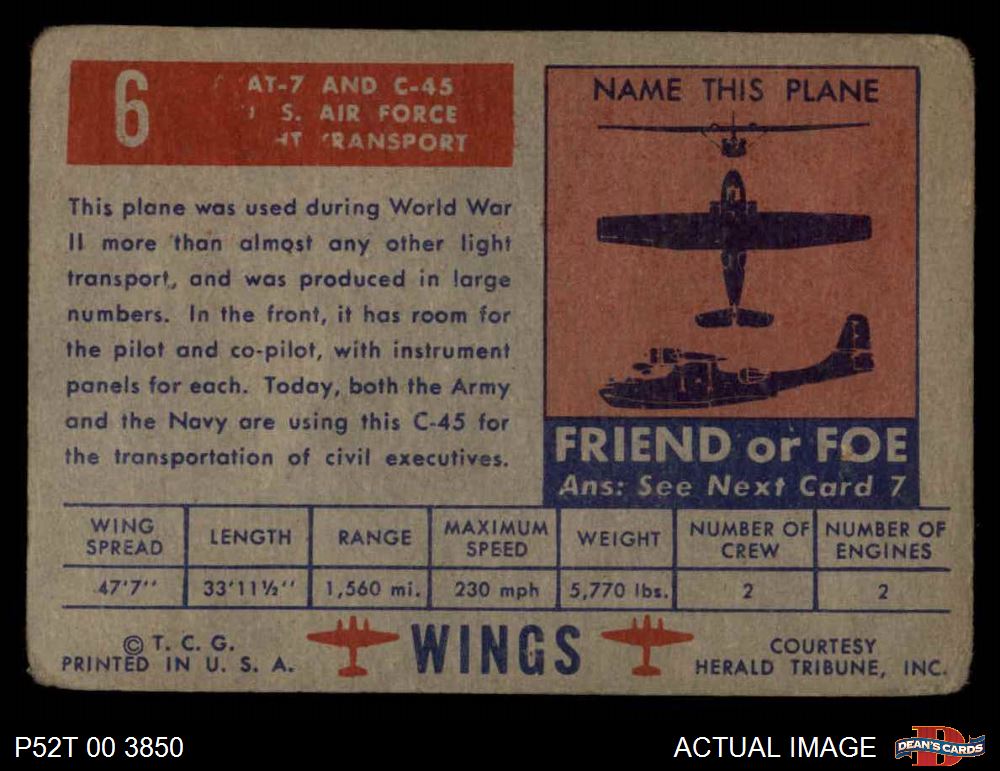 6
AT-7 AND C-45
S. AIR FORCE
TRANSPORT
This plane was used during World War
II more than almost any other light
transport, and was produced in large
numbers. In the front, it has room for
the pilot and co-pilot, with instrument
panels for each. Today, both the Army
and the Navy are using this C-45 for
the transportation of civil executives.
NAME THIS PLANE
FRIEND or FOE
Ans: See Next Card 7
WING SPREAD LENGTH RANGE MAXIMUM SPEED WEIGHT NUMBER OF CREW NUMBER OF ENGINES
47'7'' 33'11½'' 1,560 mi. 230 mph 5,770 lbs. 2 2
© T. C. G.
PRINTED IN U. S. A.
WINGS
COURTESY
HERALD TRIBUNE, INC.
P52T 00 3850
ACTUAL IMAGE
D
DEAN'S CARDS